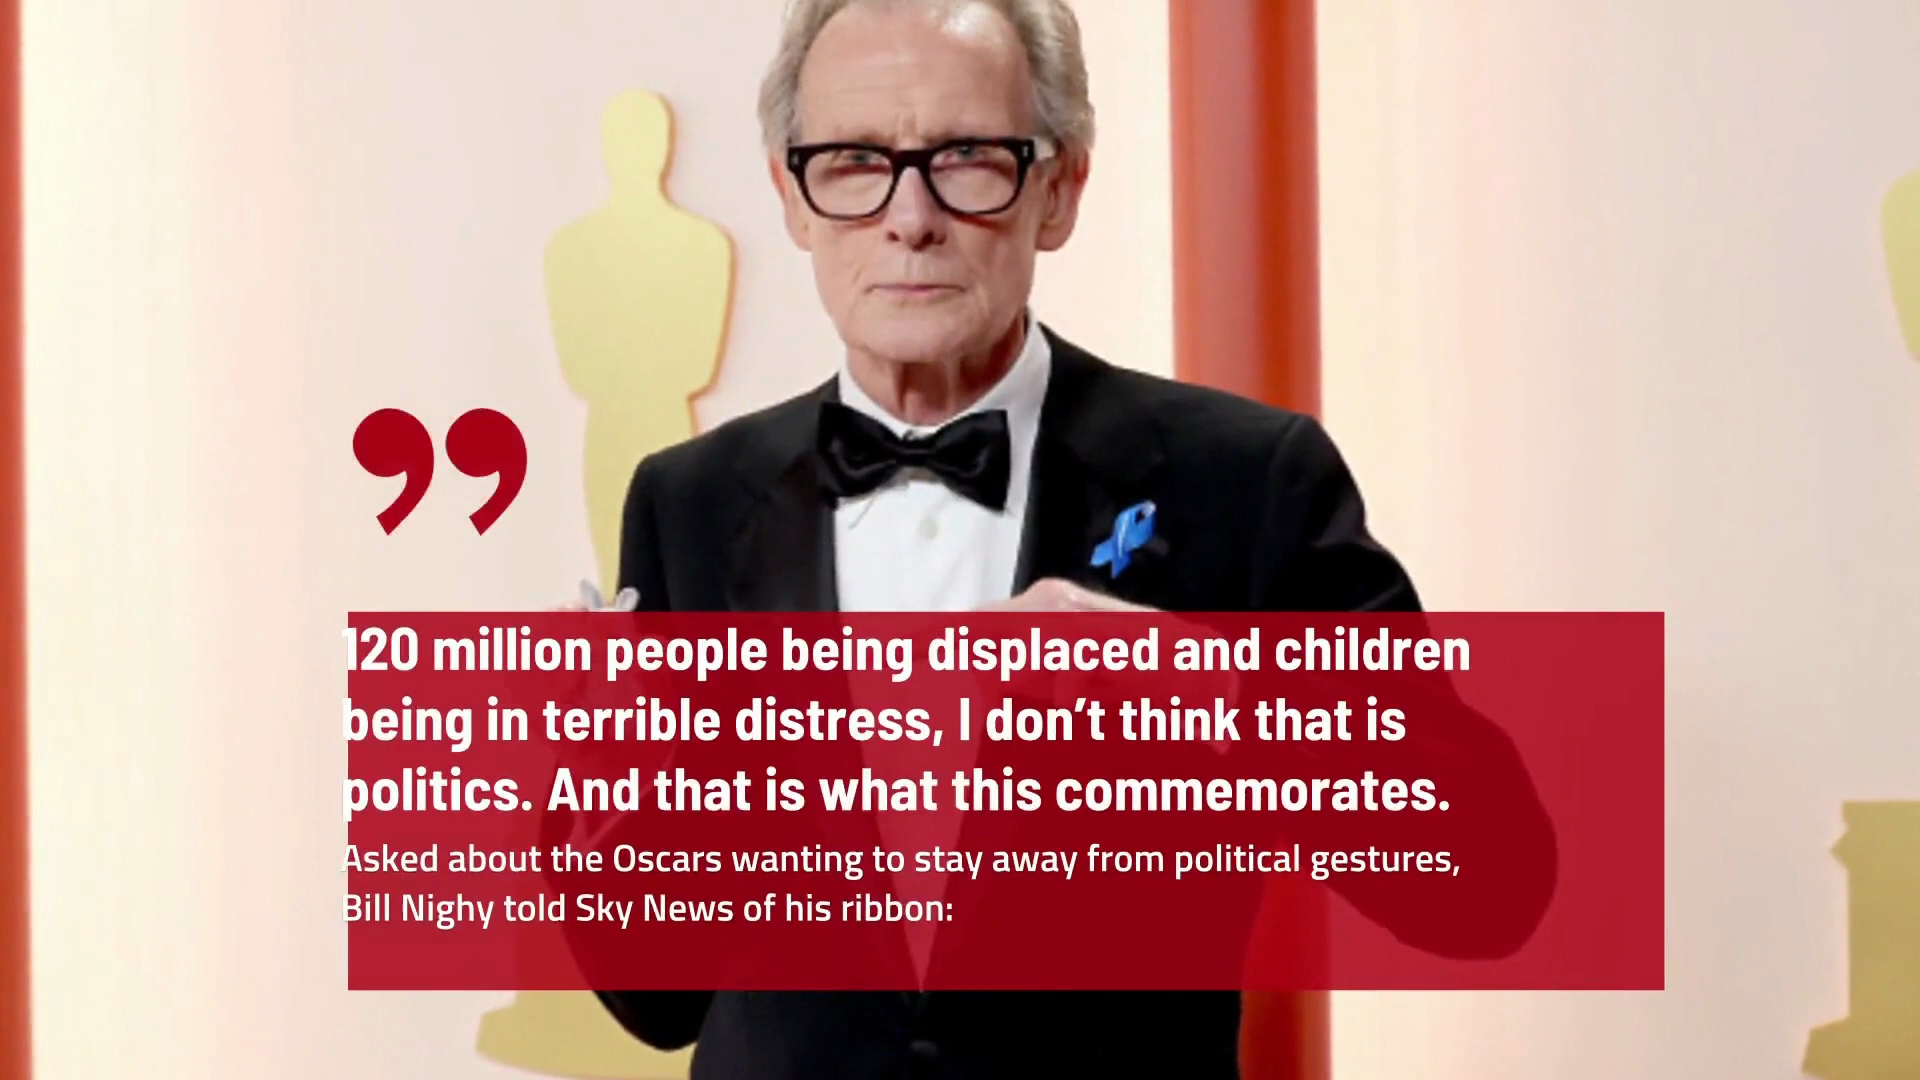 ”
120 million people being displaced and children
being in terrible distress, I don’t think that is
politics. And that is what this commemorates.
Asked about the Oscars wanting to stay away from political gestures,
Bill Nighy told Sky News of his ribbon: